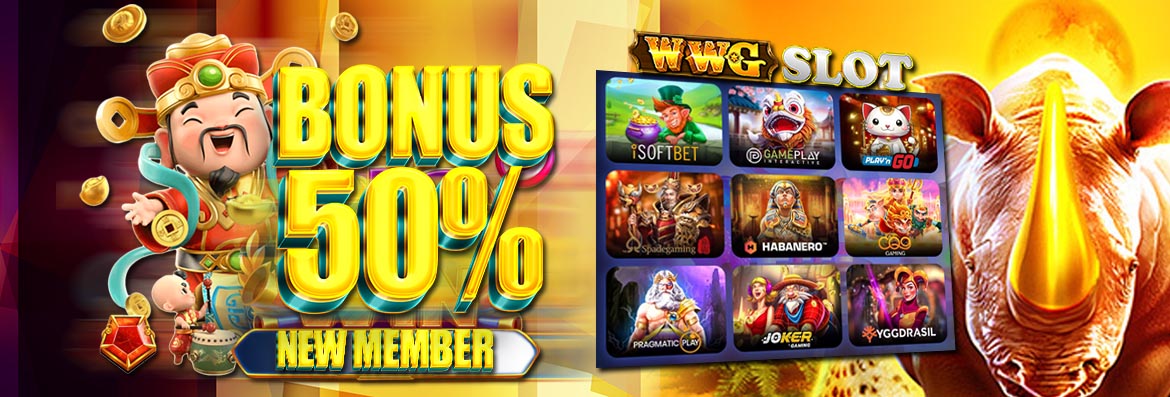 BONUS
50%
NEW MEMBER
WWG SLOT
iSOFTBET
GAMEPLAY
INTERACTIVE
PLAY'n
GO
Spadegaming
HABANERO™
CQ9
GAMING
PRAGMATIC PLAY
JOKER
GAMING
YGGDRASIL